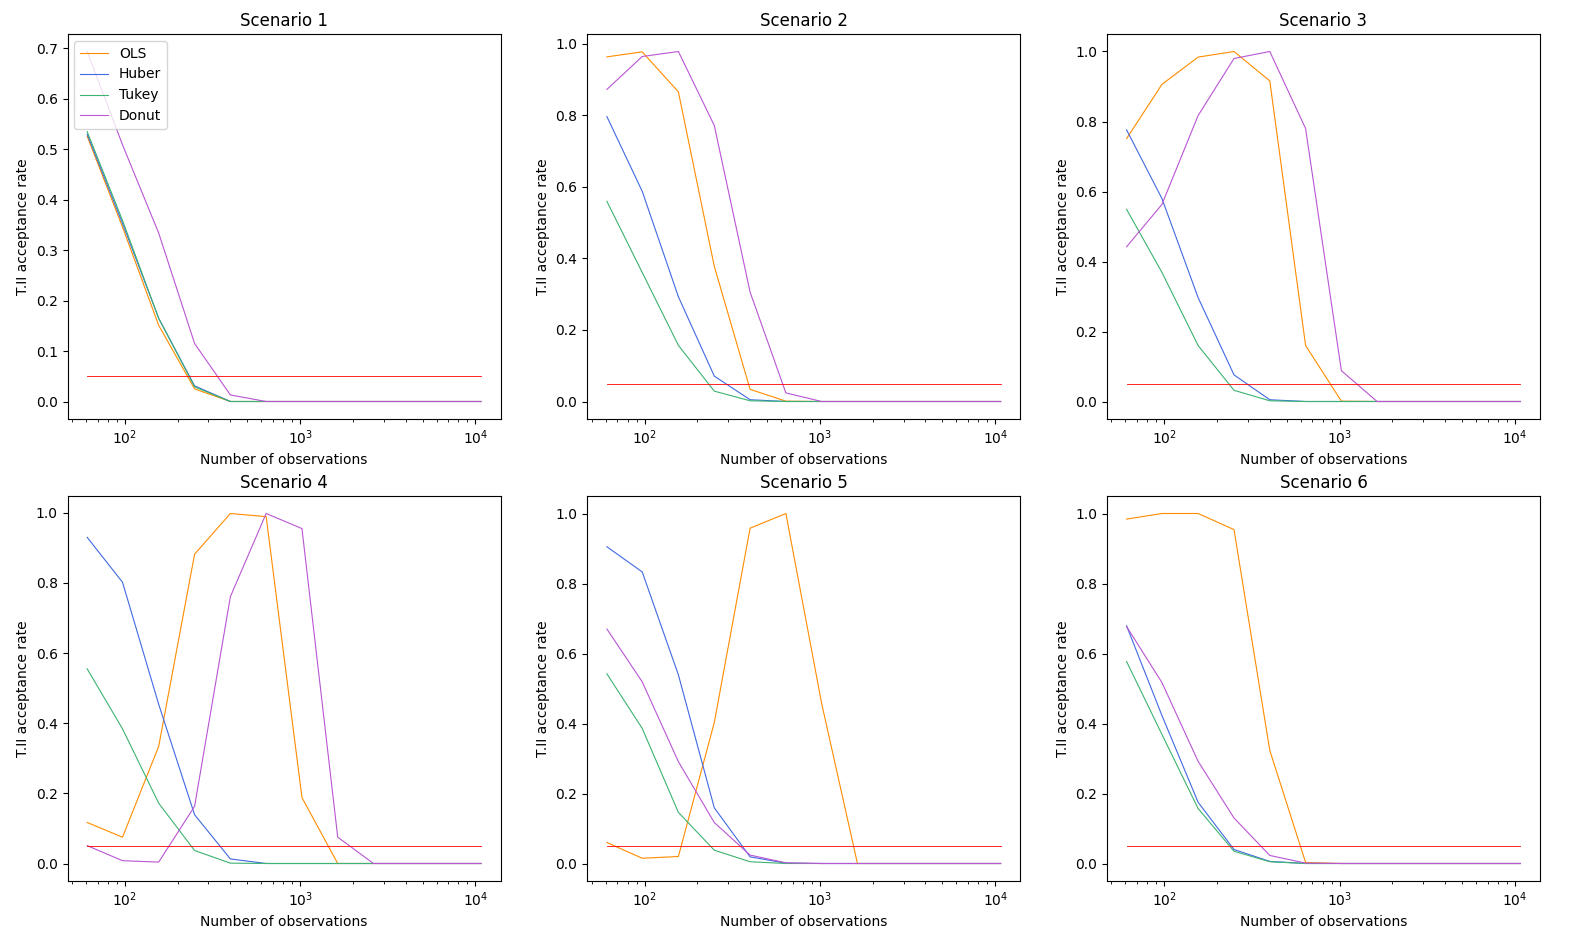 Scenario 1
0.7
0.6
0.5
0.4
0.3
0.2
0.1
0.0
T.II acceptance rate
OLS
Huber
Tukey
Donut
10²
10³
10⁴
Number of observations
Scenario 2
1.0
0.8
0.6
0.4
0.2
0.0
T.II acceptance rate
10²
10³
10⁴
Number of observations
Scenario 3
1.0
0.8
0.6
0.4
0.2
0.0
T.II acceptance rate
10²
10³
10⁴
Number of observations
Scenario 4
1.0
0.8
0.6
0.4
0.2
0.0
T.II acceptance rate
10²
10³
10⁴
Number of observations
Scenario 5
1.0
0.8
0.6
0.4
0.2
0.0
T.II acceptance rate
10²
10³
10⁴
Number of observations
Scenario 6
1.0
0.8
0.6
0.4
0.2
0.0
T.II acceptance rate
10²
10³
10⁴
Number of observations